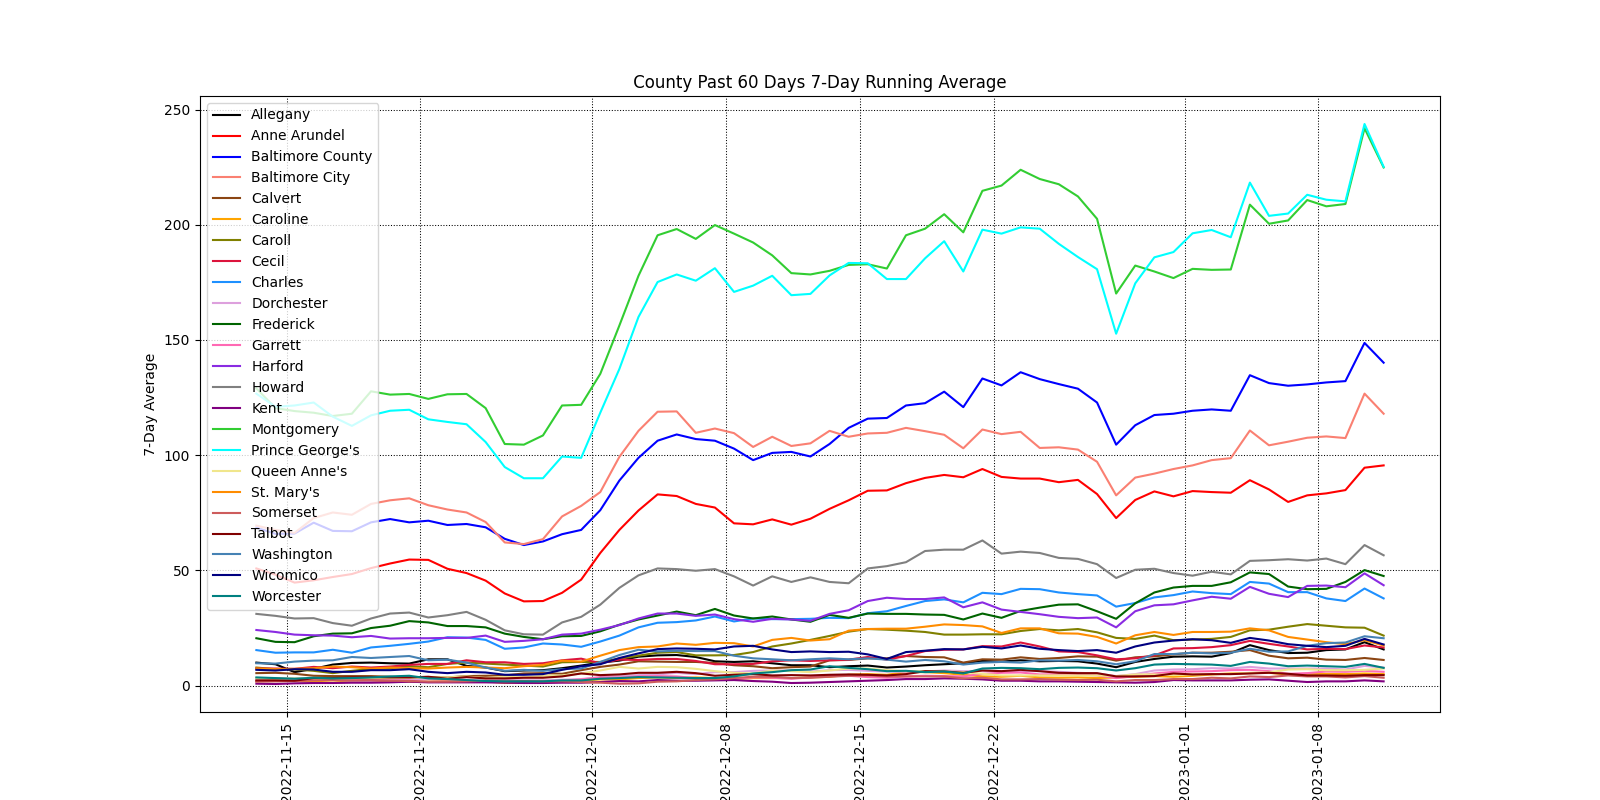 County Past 60 Days 7-Day Running Average
250
200
150
100
50
0
7-Day Average
Allegany
Anne Arundel
Baltimore County
Baltimore City
Calvert
Caroline
Caroll
Cecil
Charles
Dorchester
Frederick
Garrett
Harford
Howard
Kent
Montgomery
Prince George's
Queen Anne's
St. Mary's
Somerset
Talbot
Washington
Wicomico
Worcester
2022-11-15
2022-11-22
2022-12-01
2022-12-08
2022-12-15
2022-12-22
2023-01-01
2023-01-08